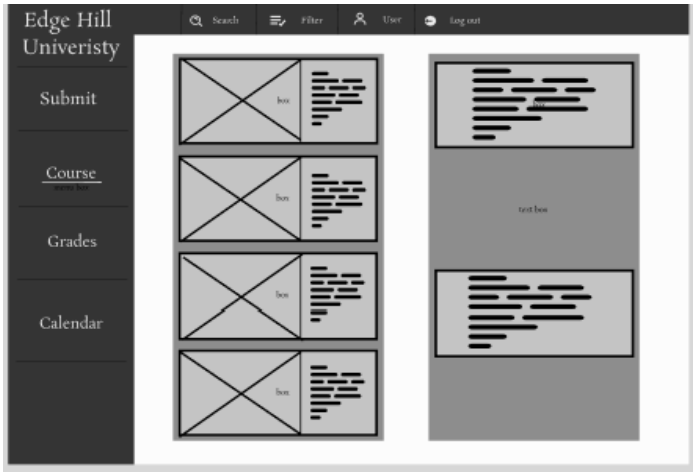 Edge Hill
Univeristy
Search
Filter
User
Log out
Submit
Course
menu box
Grades
Calendar
box
box
box
box
box
text box